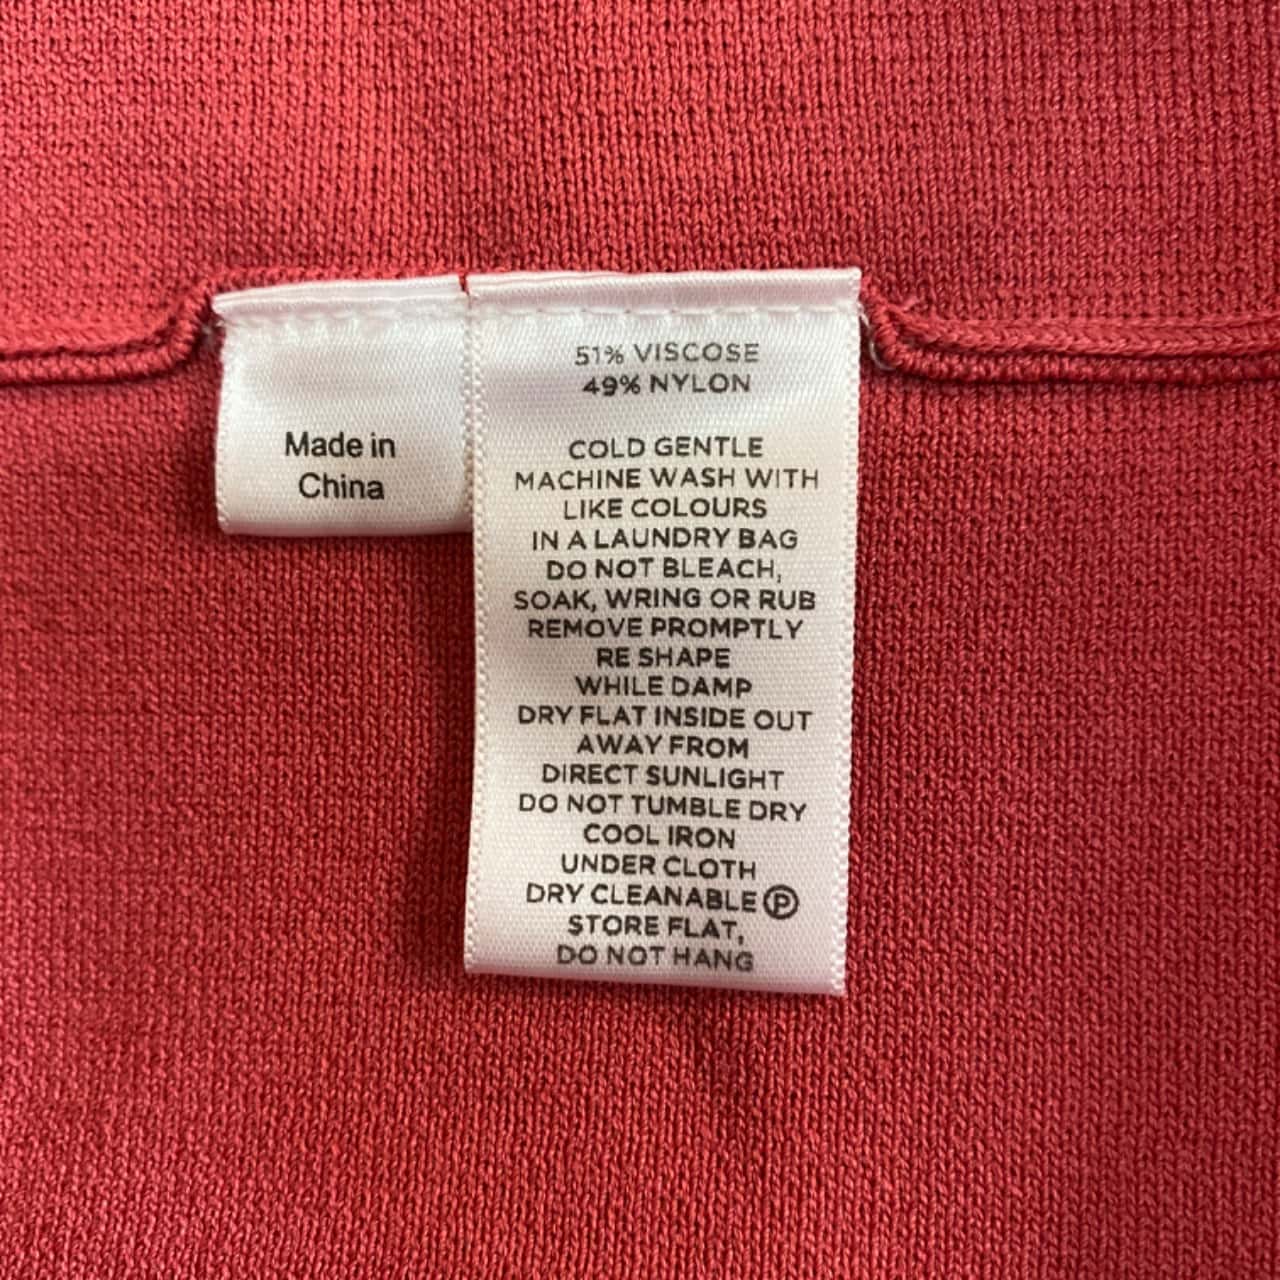 Made in
China
51% VISCOSE
49% NYLON
COLD GENTLE
MACHINE WASH WITH
LIKE COLOURS
IN A LAUNDRY BAG
DO NOT BLEACH,
SOAK, WRING OR RUB
REMOVE PROMPTLY
RE SHAPE
WHILE DAMP
DRY FLAT INSIDE OUT
AWAY FROM
DIRECT SUNLIGHT
DO NOT TUMBLE DRY
COOL IRON
UNDER CLOTH
DRY CLEANABLE Ⓟ
STORE FLAT,
DO NOT HANG